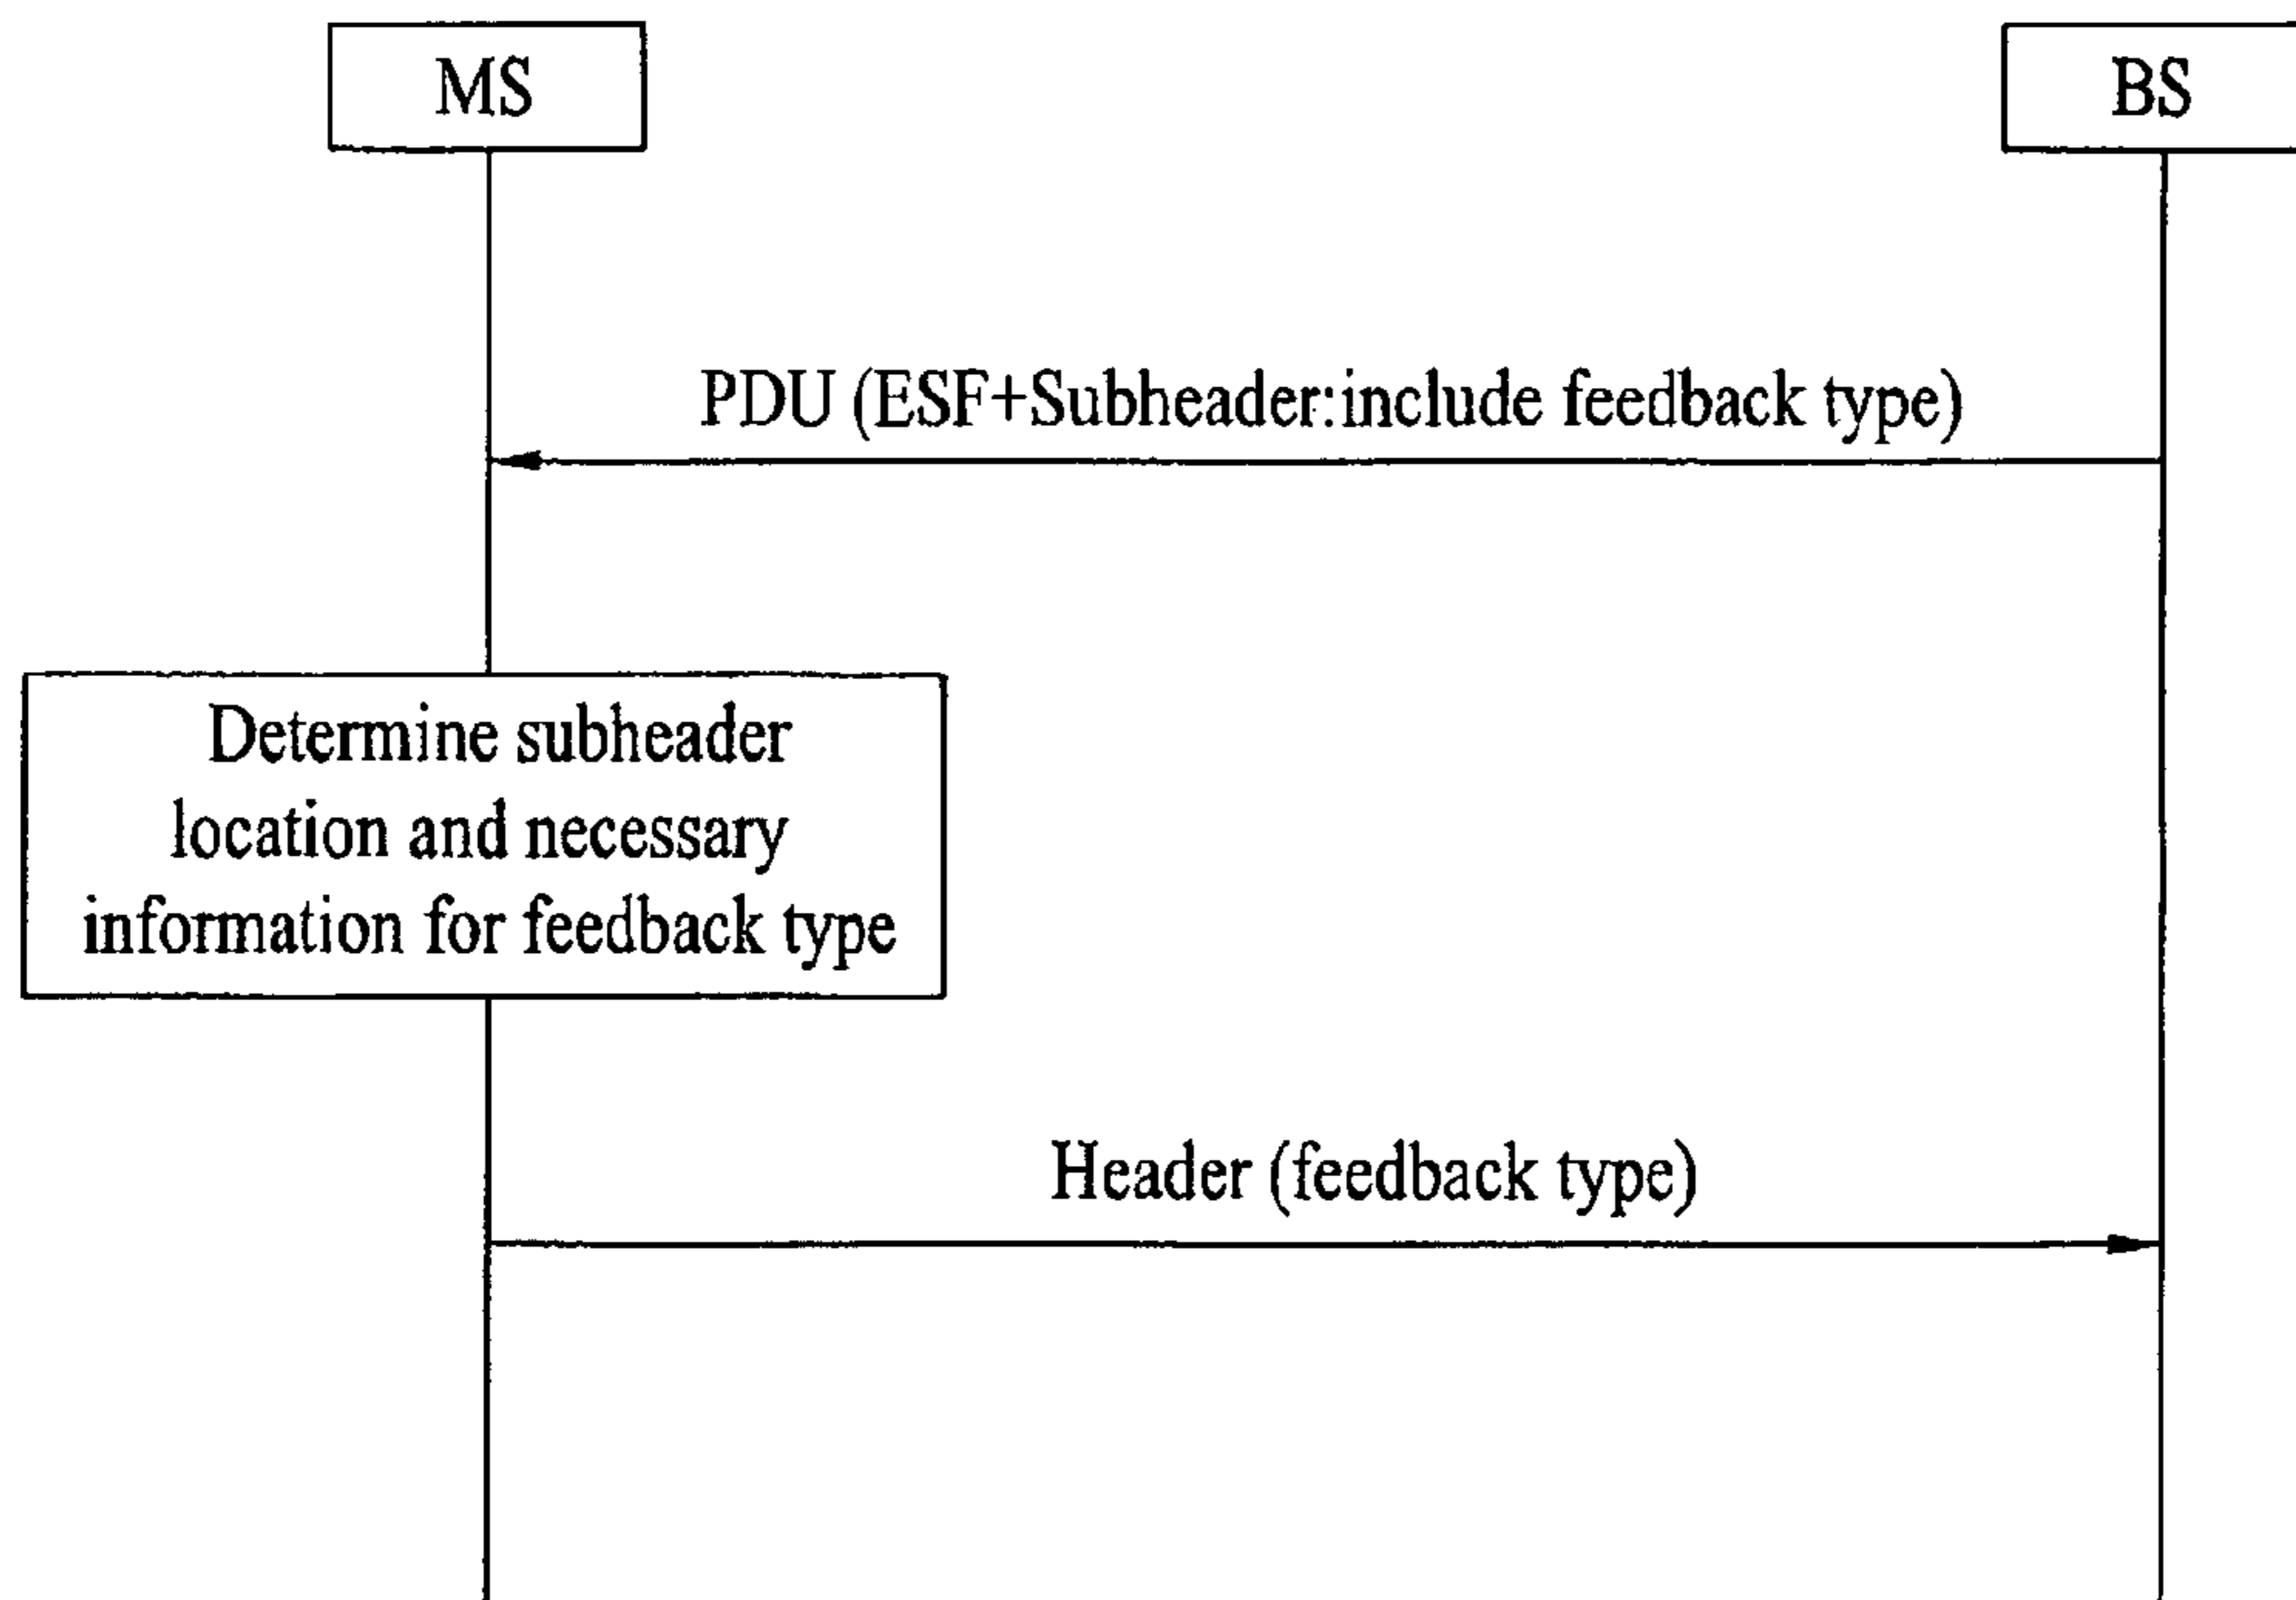 MS
BS
PDU (ESF+Subheader:include feedback type)
Determine subheader
location and necessary
information for feedback type
Header (feedback type)